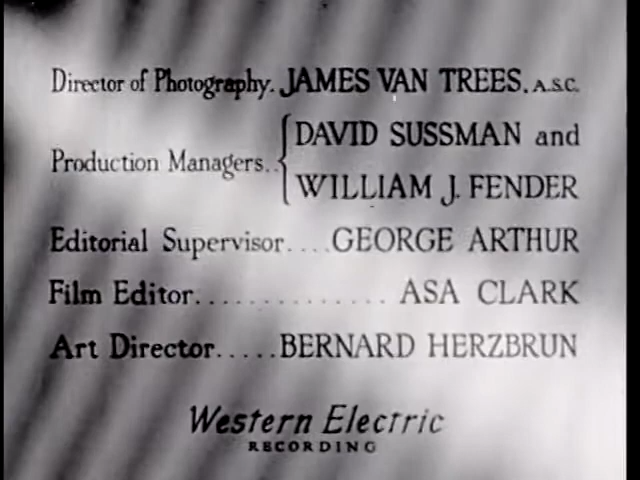 Director of Photography. JAMES VAN TREES. A.S.C.
DAVID SUSSMAN and
Production Managers..
WILLIAM J. FENDER
Editorial Supervisor.... GEORGE ARTHUR
Film Editor.............. ASA CLARK
Art Director..... BERNARD HERZBRUN
Western Electric
RECORDING